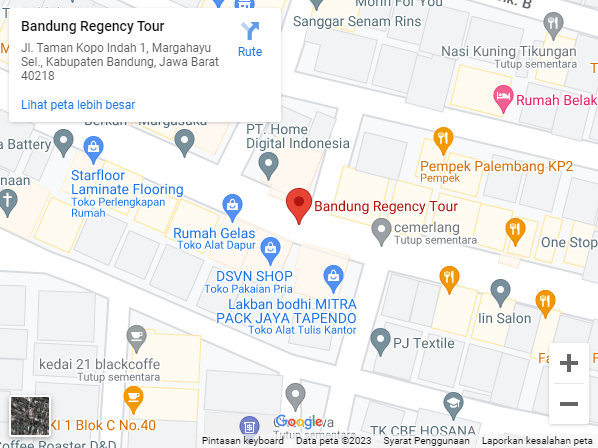 Morin For You
Sanggar Senam Rins
k. B
Bandung Regency Tour
Jl. Taman Kopo Indah 1, Margahayu
Sel., Kabupaten Bandung, Jawa Barat
40218
Rute
Lihat peta lebih besar
Nasi Kuning Tikungan
Tutup sementara
Rumah Belak
Berkah - Margasuka
a Battery
PT. Home
Digital Indonesia
Pempek Palembang KP2
Pempek
Starfloor
Laminate Flooring
Toko Perlengkapan
Rumah
naan
Bandung Regency Tour
Rumah Gelas
Toko Alat Dapur
cemerlang
Tutup sementara
One Stop
DSVN SHOP
Toko Pakaian Pria
Lakban bodhi MITRA
PACK JAYA TAPENDO
Toko Alat Tulis Kantor
Iin Salon
PJ Textile
kedai 21 blackcoffe
Tutup sementara
Fa
KI 1 Blok C No.40
wa
Google
TK CBE HOSANA
Coffee Roaster D&D
Pintasan keyboard
Data peta ©2023
Syarat Penggunaan
Laporkan kesalahan peta